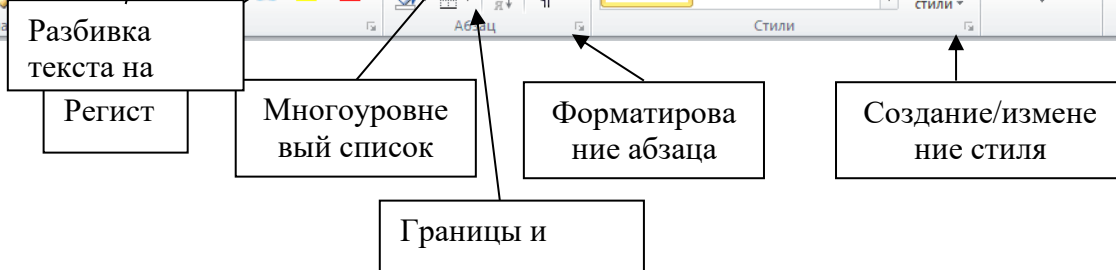 стили
Абзац
Стили
Разбивка
текста на
Регист
Многоуровне
вый список
Форматирова
ние абзаца
Создание/измене
ние стиля
Границы и